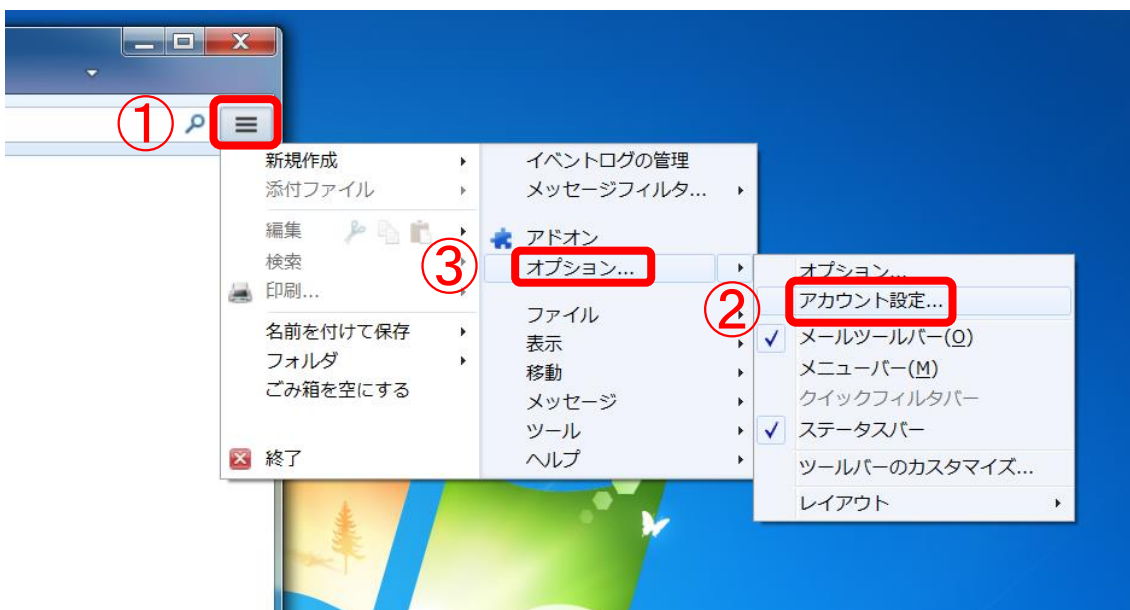 ①
新規作成
添付ファイル
編集
検索
印刷...
名前を付けて保存
フォルダ
ごみ箱を空にする
終了
イベントログの管理
メッセージフィルタ...
アドオン
③
オプション...
ファイル
表示
移動
メッセージ
ツール
ヘルプ
オプション...
②
アカウント設定...
メールツールバー(O)
メニューバー(M)
クイックフィルタバー
ステータスバー
ツールバーのカスタマイズ...
レイアウト